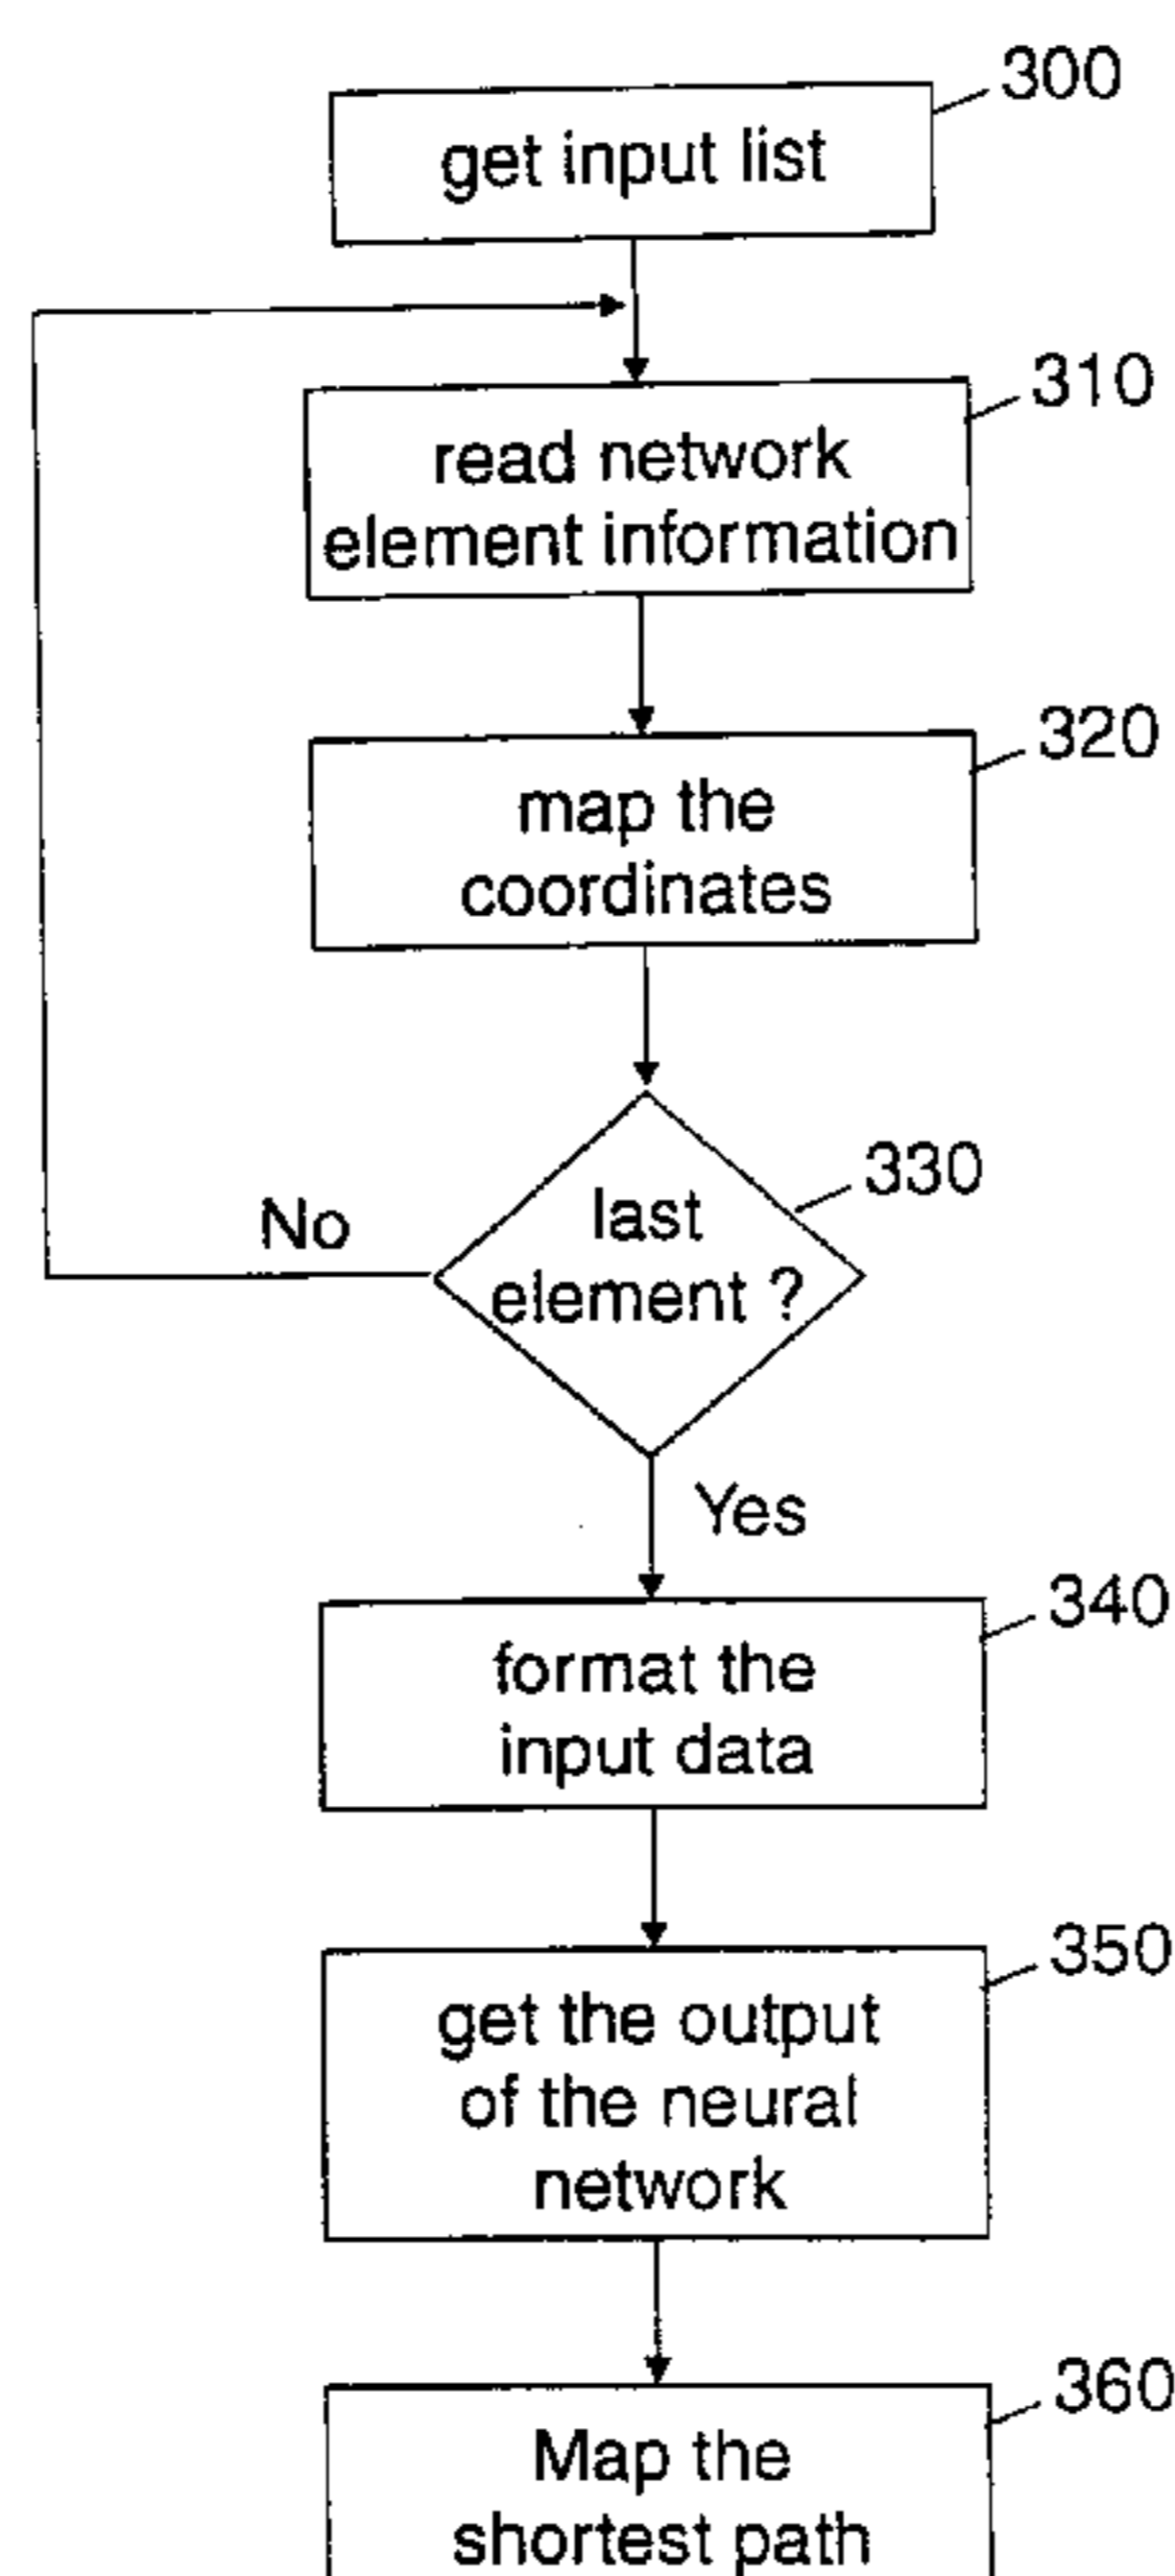 300
get input list
310
read network
element information
320
map the
coordinates
330
last
element ?
No
Yes
340
format the
input data
350
get the output
of the neural
network
360
Map the
shortest path